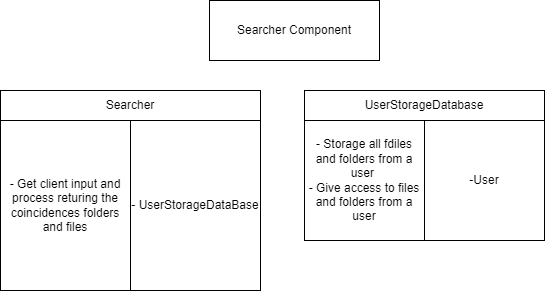 Searcher Component
Searcher
- Get client input and
process returing the
coincidences folders
and files
- UserStorageDataBase
UserStorageDatabase
- Storage all fdiles
and folders from a
user
- Give access to files
and folders from a
user
-User